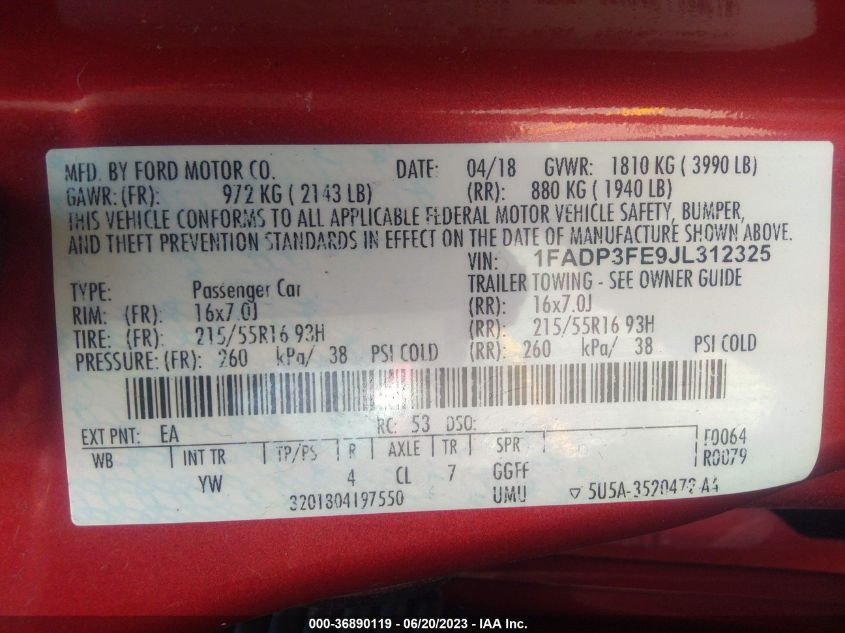 MFD. BY FORD MOTOR CO. DATE: 04/18 GVWR: 1810 KG ( 3990 LB)
GAWR: (FR): 972 KG ( 2143 LB) (RR): 880 KG ( 1940 LB)
THIS VEHICLE CONFORMS TO ALL APPLICABLE FEDERAL MOTOR VEHICLE SAFETY, BUMPER,
AND THEFT PREVENTION STANDARDS IN EFFECT ON THE DATE OF MANUFACTURE SHOWN ABOVE.
VIN: 1FADP3FE9JL312325
TYPE: Passenger Car TRAILER TOWING - SEE OWNER GUIDE
RIM: (FR): 16x7.0J (RR): 16x7.0J
TIRE: (FR): 215/55R16 93H (RR): 215/55R16 93H
PRESSURE: (FR): 260 kPa/ 38 PSI COLD (RR): 260 kPa/ 38 PSI COLD
EXT PNT: EA RC: 53 DSO: F0064
WB INT TR TP/PS R AXLE TR SPR R0079
YW 4 CL 7 GGFF
3201304197550 UMU ▽ 5U5A-3520472-A4
000-36890119 - 06/20/2023 - IAA Inc.